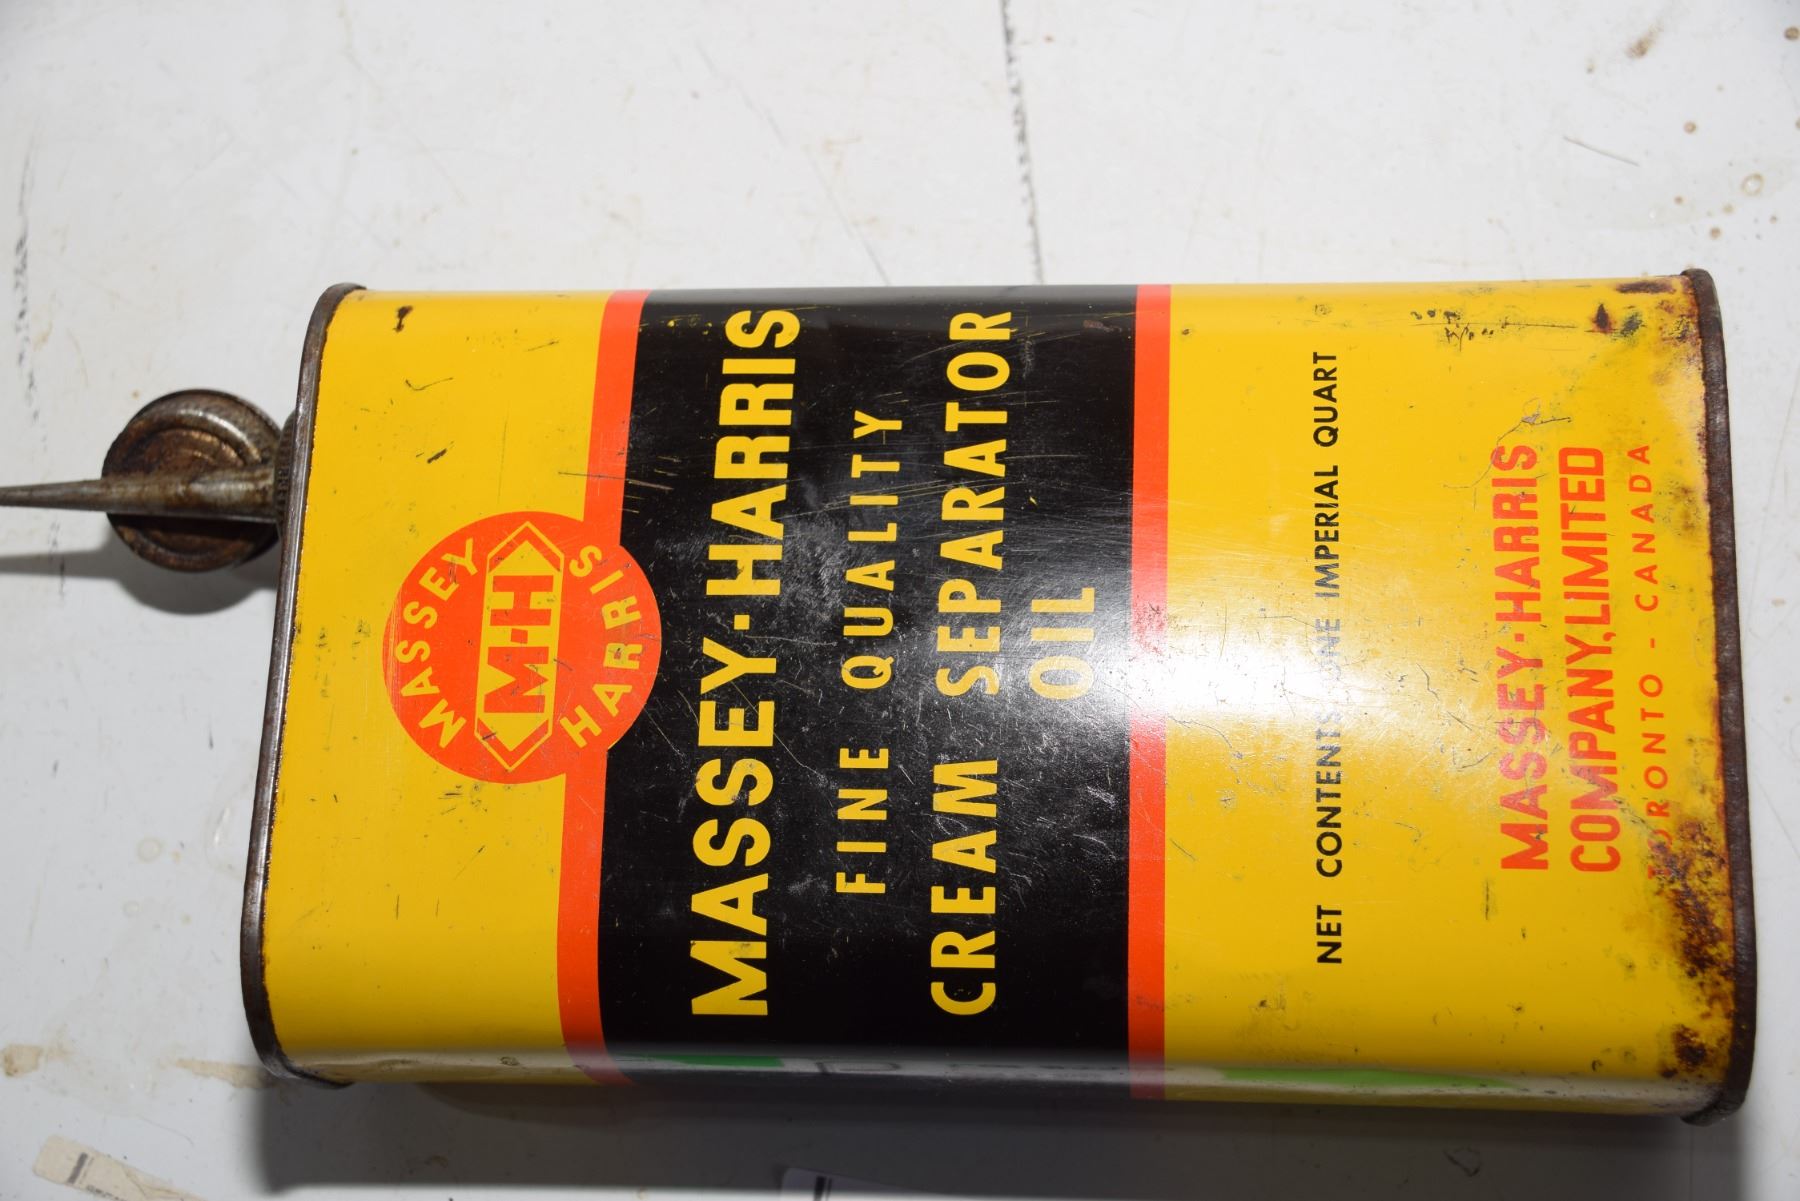 MASSEY
M-H
HARRIS
MASSEY·HARRIS
FINE QUALITY
CREAM SEPARATOR
OIL
NET CONTENTS ONE IMPERIAL QUART
MASSEY·HARRIS
COMPANY, LIMITED
TORONTO - CANADA